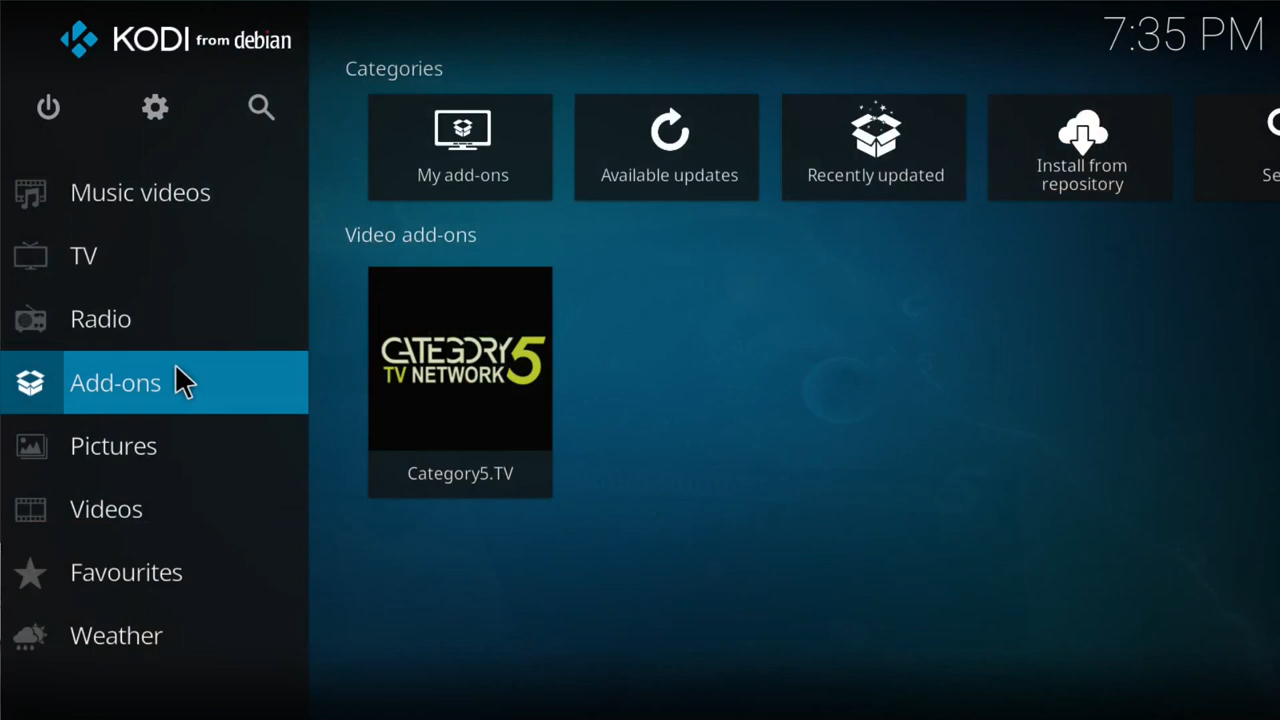 KODI from debian
7:35 PM
Categories
My add-ons
Available updates
Recently updated
Install from
repository
Se
Music videos
TV
Radio
Add-ons
Pictures
Videos
Favourites
Weather
Video add-ons
CATEGORY5
TV NETWORK
Category5.TV